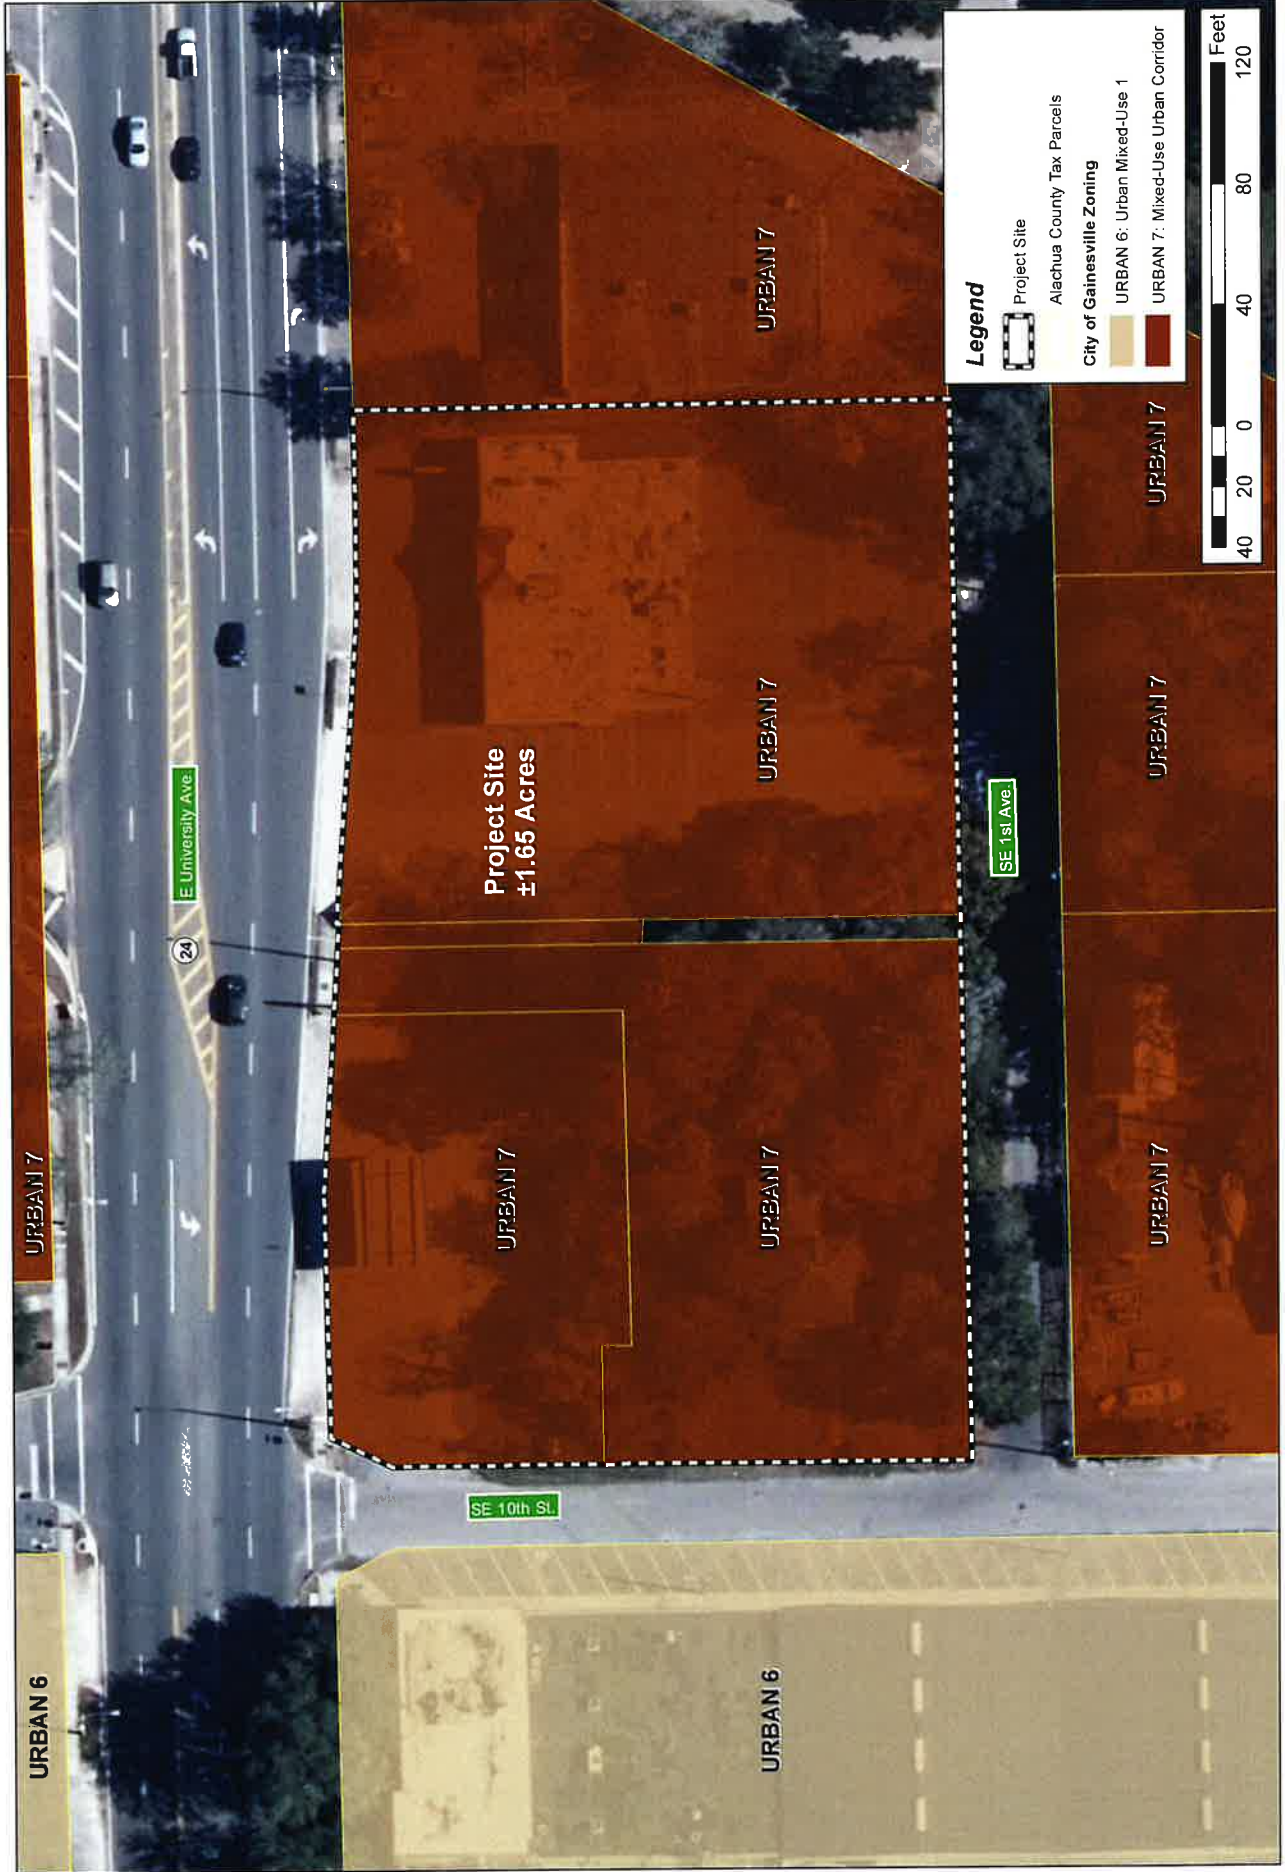 URBAN 6
URBAN 7
24
E University Ave.
SE 10th St.
URBAN 7
Project Site
±1.65 Acres
URBAN 6
URBAN 7
URBAN 7
URBAN 7
SE 1st Ave.
URBAN 7
URBAN 7
URBAN 7
Legend
Project Site
Alachua County Tax Parcels
City of Gainesville Zoning
URBAN 6: Urban Mixed-Use 1
URBAN 7: Mixed-Use Urban Corridor
Feet
40 20 0 40 80 120